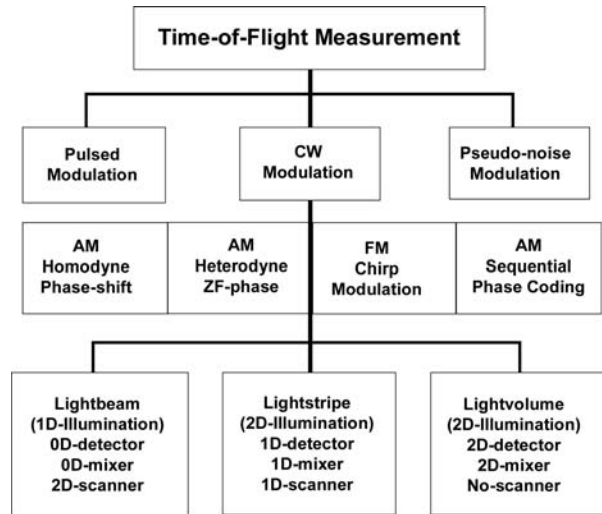 Time-of-Flight Measurement
Pulsed
Modulation
CW
Modulation
Pseudo-noise
Modulation
AM
Homodyne
Phase-shift
AM
Heterodyne
ZF-phase
FM
Chirp
Modulation
AM
Sequential
Phase Coding
Lightbeam
(1D-Illumination)
0D-detector
0D-mixer
2D-scanner
Lightstripe
(2D-Illumination)
1D-detector
1D-mixer
1D-scanner
Lightvolume
(2D-Illumination)
2D-detector
2D-mixer
No-scanner